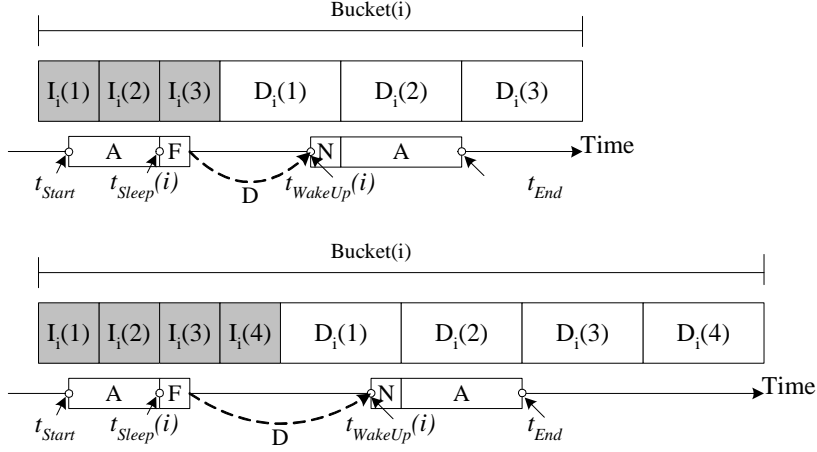 Bucket(i)
I_i(1) I_i(2) I_i(3) D_i(1) D_i(2) D_i(3)
A F N A Time
t_Start t_Sleep(i) D t_WakeUp(i) t_End
Bucket(i)
I_i(1) I_i(2) I_i(3) I_i(4) D_i(1) D_i(2) D_i(3) D_i(4)
A F N A Time
t_Start t_Sleep(i) D t_WakeUp(i) t_End